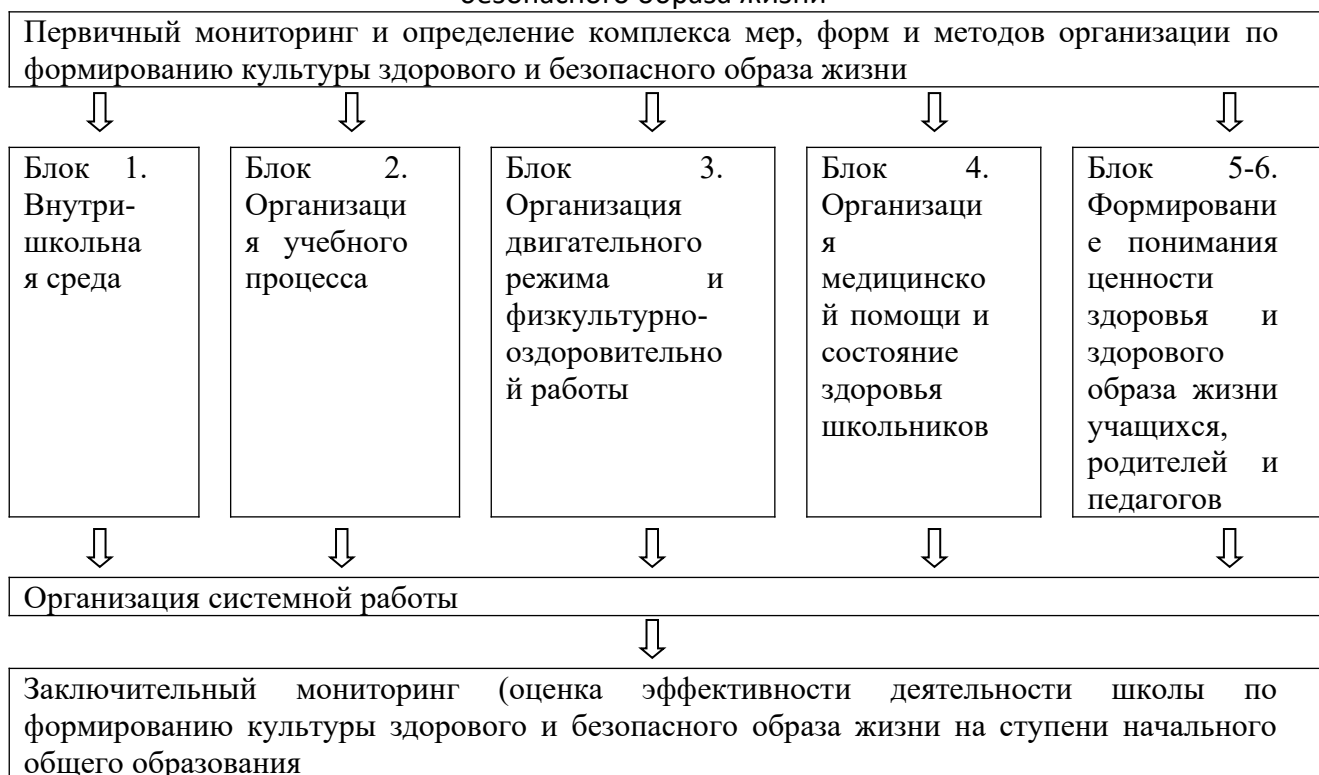 безопасного образа жизни
Первичный мониторинг и определение комплекса мер, форм и методов организации по
формированию культуры здорового и безопасного образа жизни
Блок 1.
Внутри-
школьна
я среда
Блок 2.
Организаци
я учебного
процесса
Блок 3.
Организация
двигательного
режима и
физкультурно-
оздоровительно
й работы
Блок 4.
Организаци
я
медицинско
й помощи и
состояние
здоровья
школьников
Блок 5-6.
Формировани
е понимания
ценности
здоровья и
здорового
образа жизни
учащихся,
родителей и
педагогов
Организация системной работы
Заключительный мониторинг (оценка эффективности деятельности школы по
формированию культуры здорового и безопасного образа жизни на ступени начального
общего образования